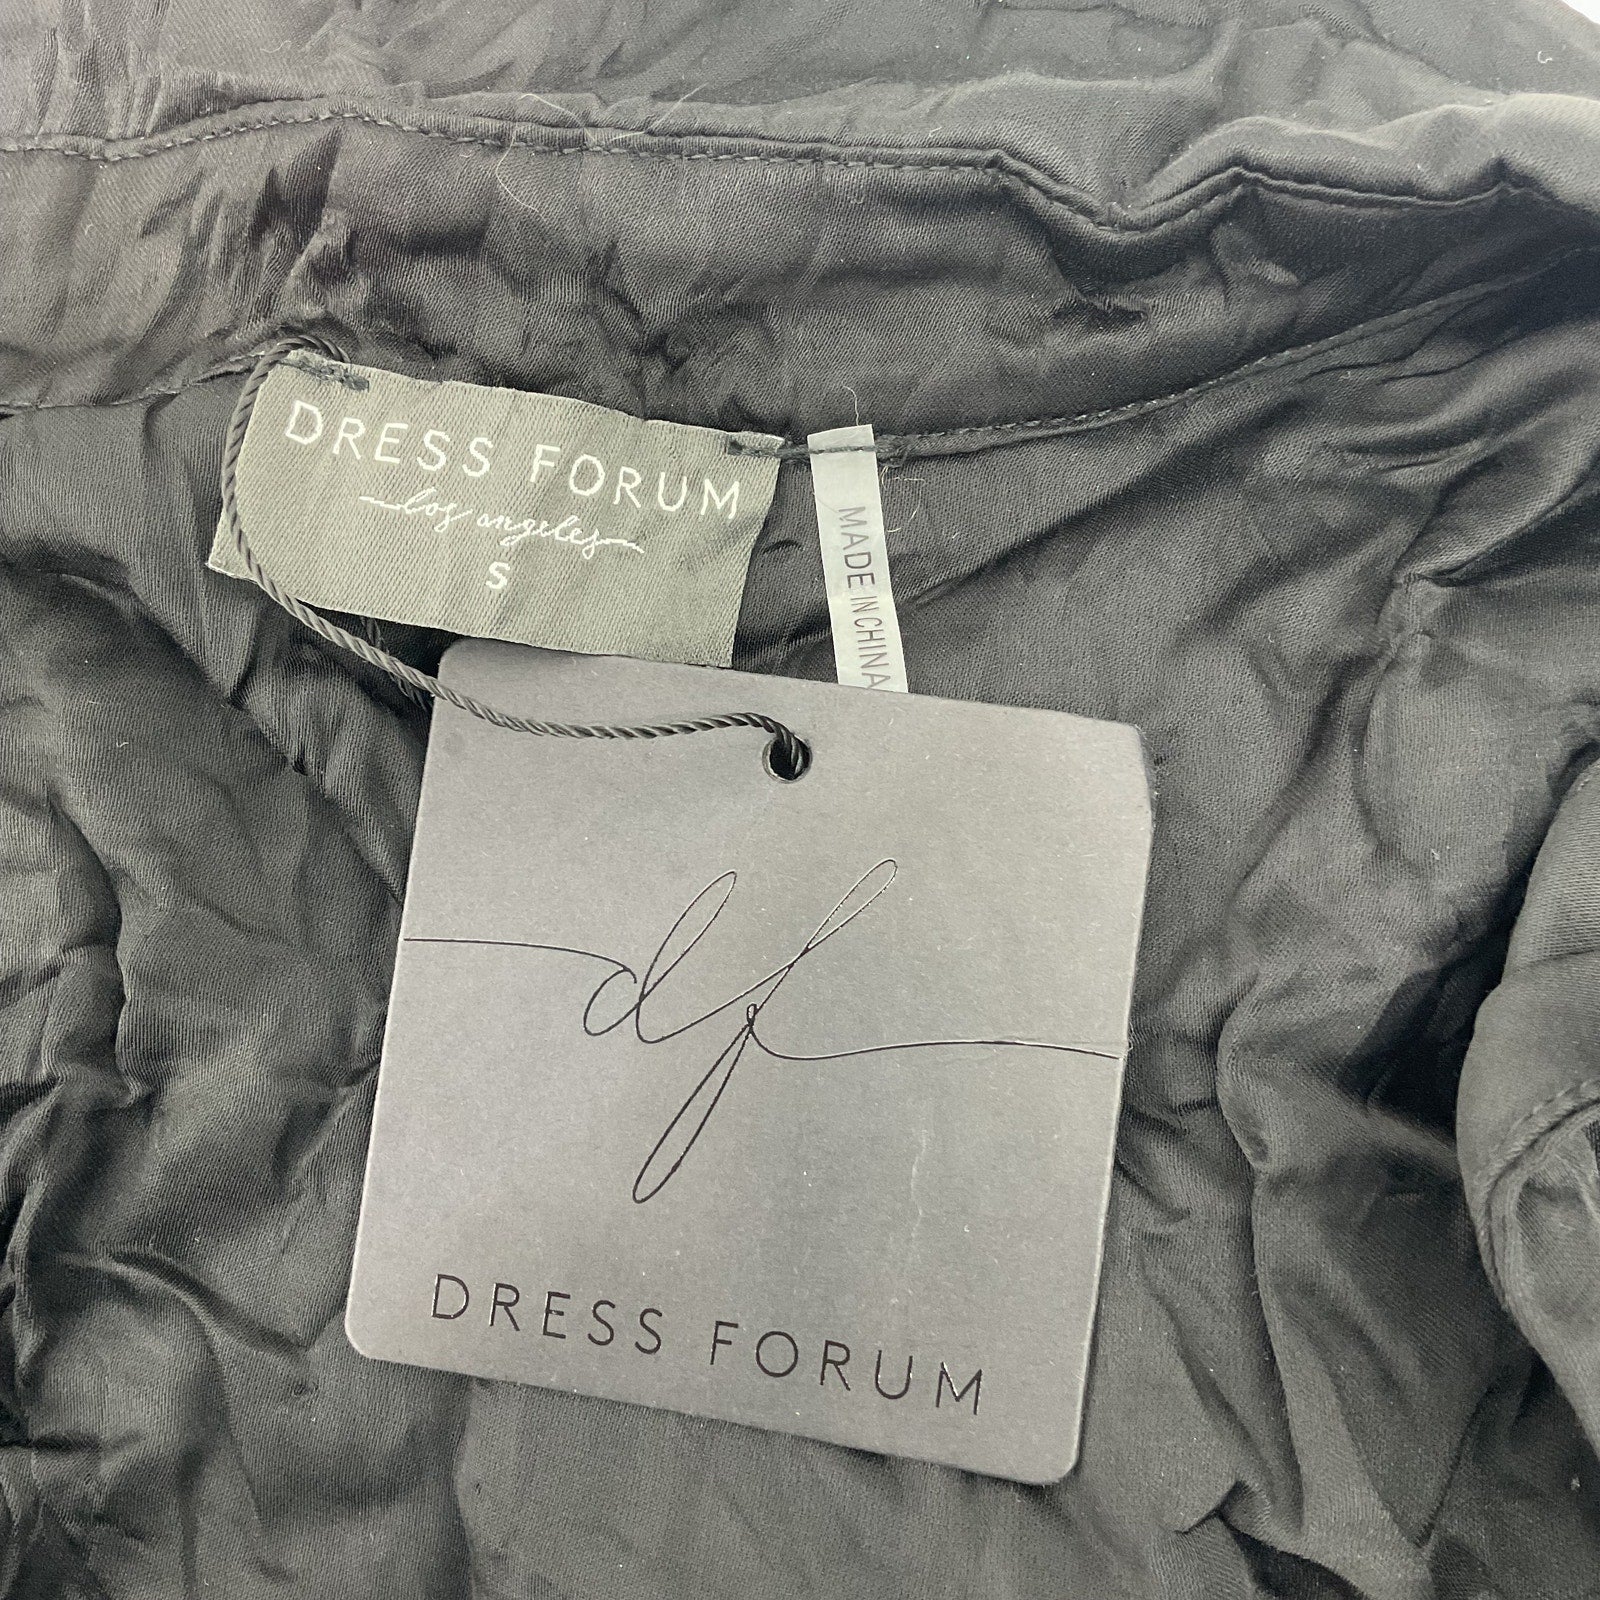 DRESS FORUM
los angeles
S
MADE IN CHINA
df
DRESS FORUM